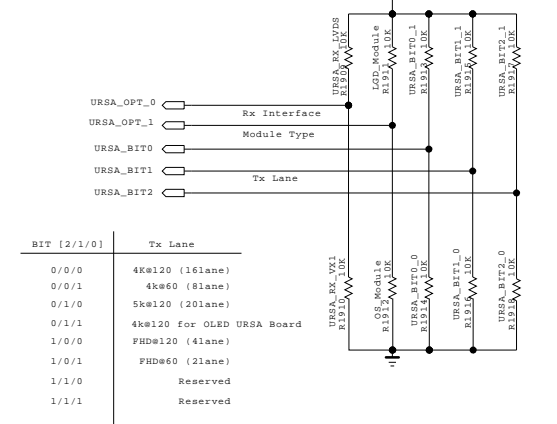 URSA_RX_LVDS
R1909 10K
LGD_Module
R1911 10K
URSA_BIT0_1
R1913 10K
URSA_BIT1_1
R1915 10K
URSA_BIT2_1
R1917 10K
URSA_OPT_0
Rx Interface
URSA_OPT_1
Module Type
URSA_BIT0
URSA_BIT1
Tx Lane
URSA_BIT2
URSA_RX_VX1
R1910 10K
OS_Module
R1912 10K
URSA_BIT0_0
R1914 10K
URSA_BIT1_0
R1916 10K
URSA_BIT2_0
R1918 10K
BIT [2/1/0] Tx Lane
0/0/0 4K@120 (16lane)
0/0/1 4k@60 (8lane)
0/1/0 5k@120 (20lane)
0/1/1 4k@120 for OLED URSA Board
1/0/0 FHD@120 (4lane)
1/0/1 FHD@60 (2lane)
1/1/0 Reserved
1/1/1 Reserved